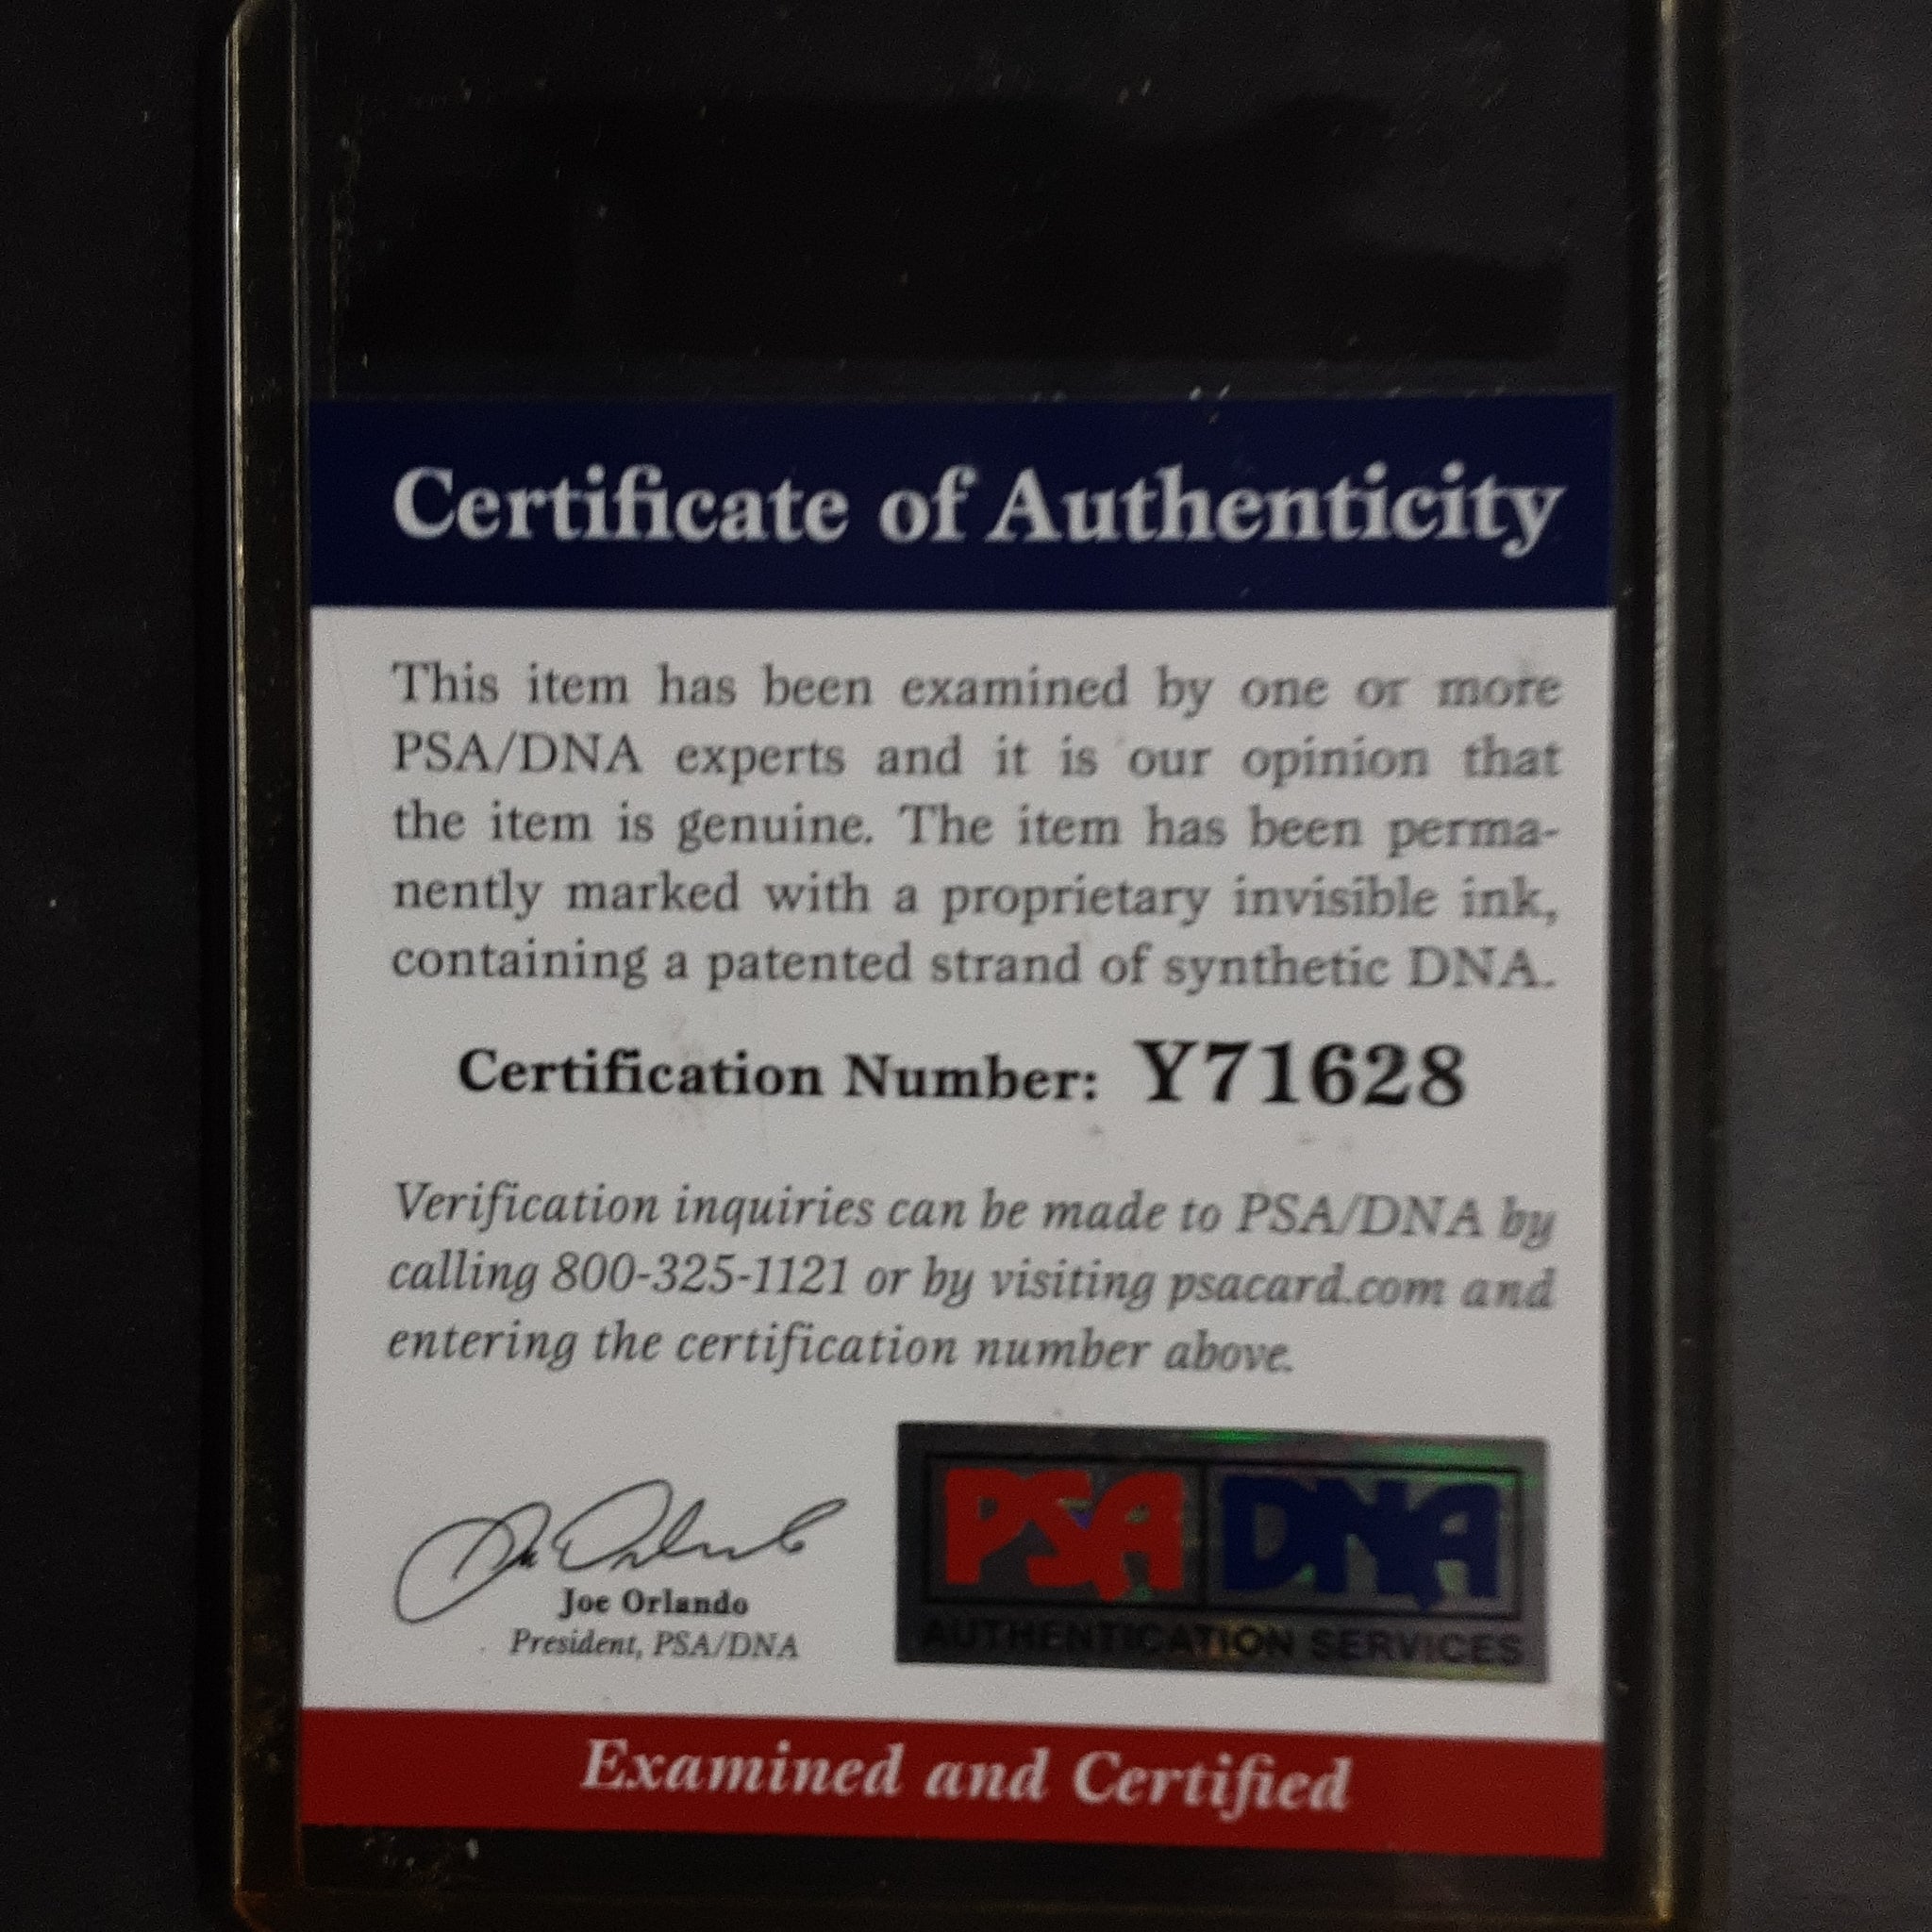 Certificate of Authenticity
This item has been examined by one or more
PSA/DNA experts and it is our opinion that
the item is genuine. The item has been perma-
nently marked with a proprietary invisible ink,
containing a patented strand of synthetic DNA.
Certification Number: Y71628
Verification inquiries can be made to PSA/DNA by
calling 800-325-1121 or by visiting psacard.com and
entering the certification number above.
Joe Orlando
President, PSA/DNA
PSA DNA
AUTHENTICATION SERVICES
Examined and Certified